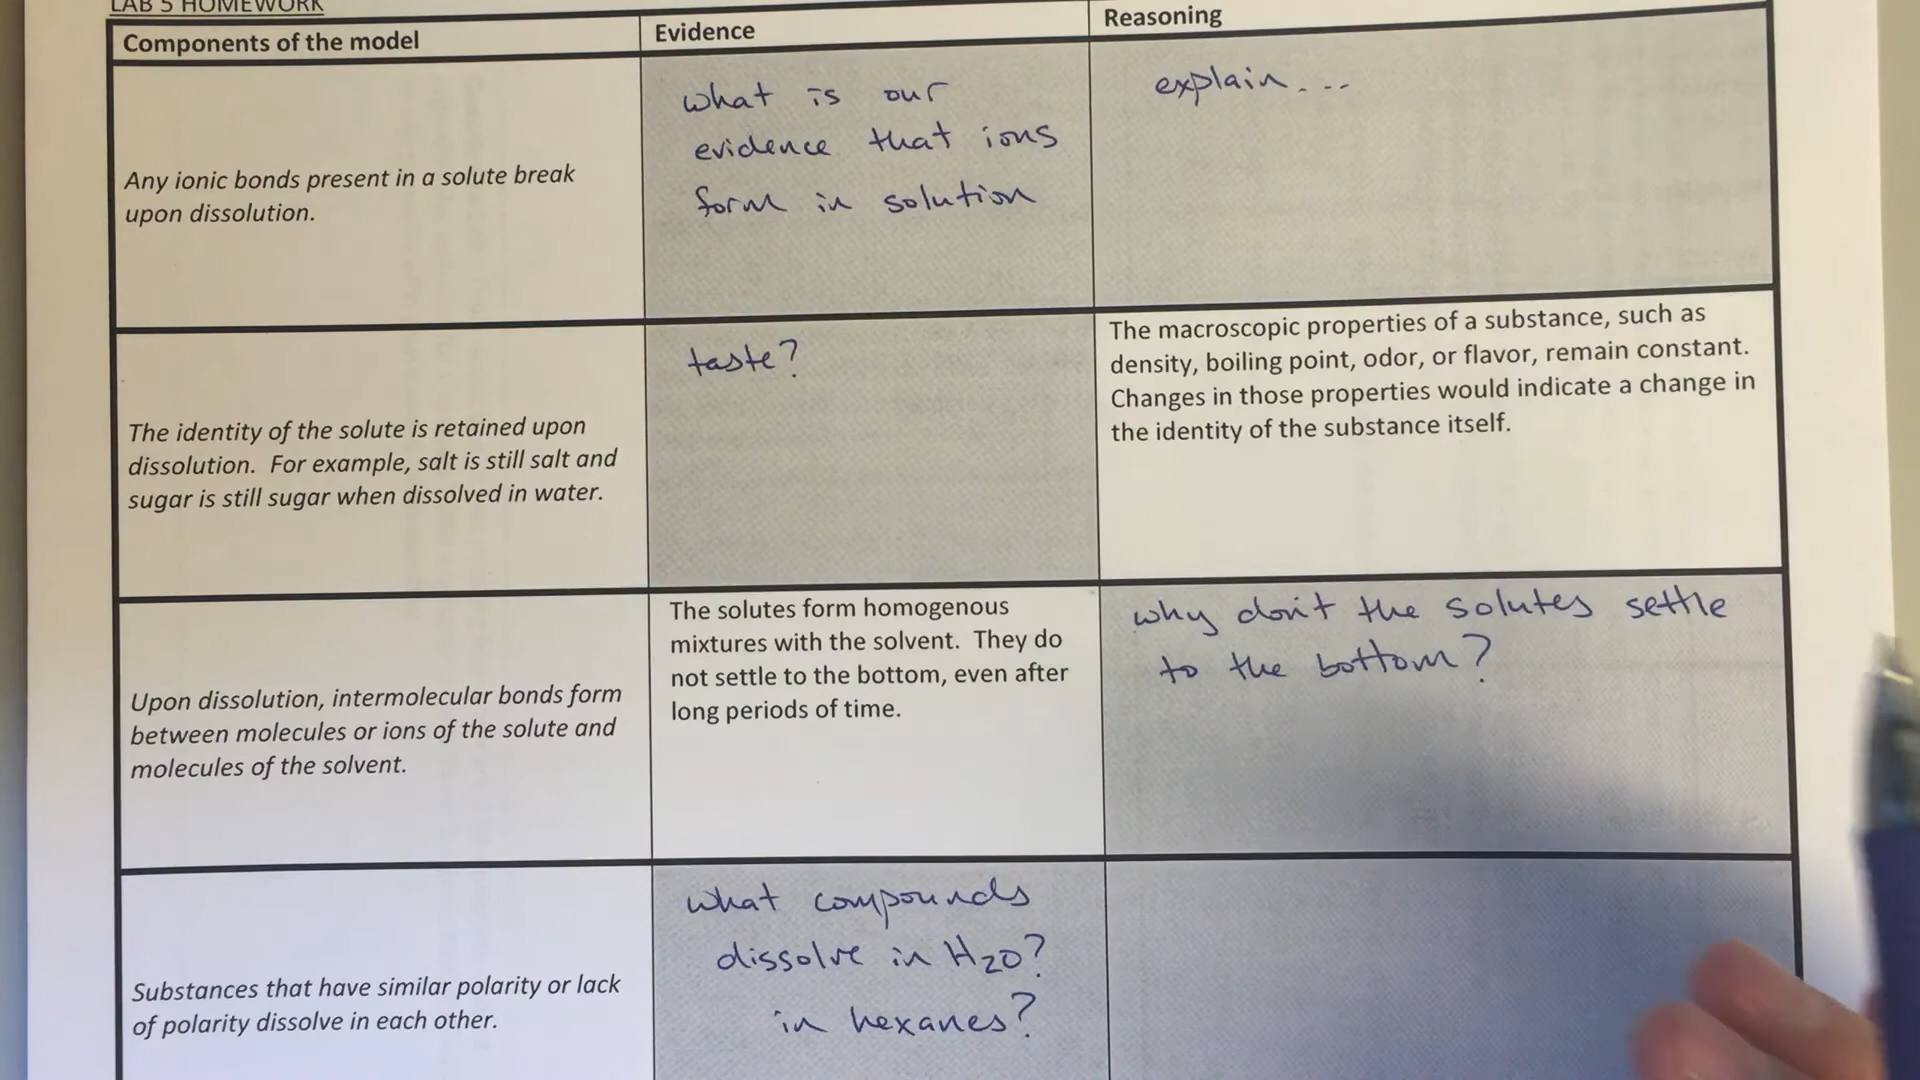 LAB 5 HOMEWORK
Components of the model
Evidence
Reasoning
Any ionic bonds present in a solute break
upon dissolution.
what is our
evidence that ions
form in solution
explain...
The identity of the solute is retained upon
dissolution. For example, salt is still salt and
sugar is still sugar when dissolved in water.
taste?
The macroscopic properties of a substance, such as
density, boiling point, odor, or flavor, remain constant.
Changes in those properties would indicate a change in
the identity of the substance itself.
Upon dissolution, intermolecular bonds form
between molecules or ions of the solute and
molecules of the solvent.
The solutes form homogenous
mixtures with the solvent. They do
not settle to the bottom, even after
long periods of time.
why don't the solutes settle
to the bottom?
Substances that have similar polarity or lack
of polarity dissolve in each other.
what compounds
dissolve in H2O?
in hexanes?